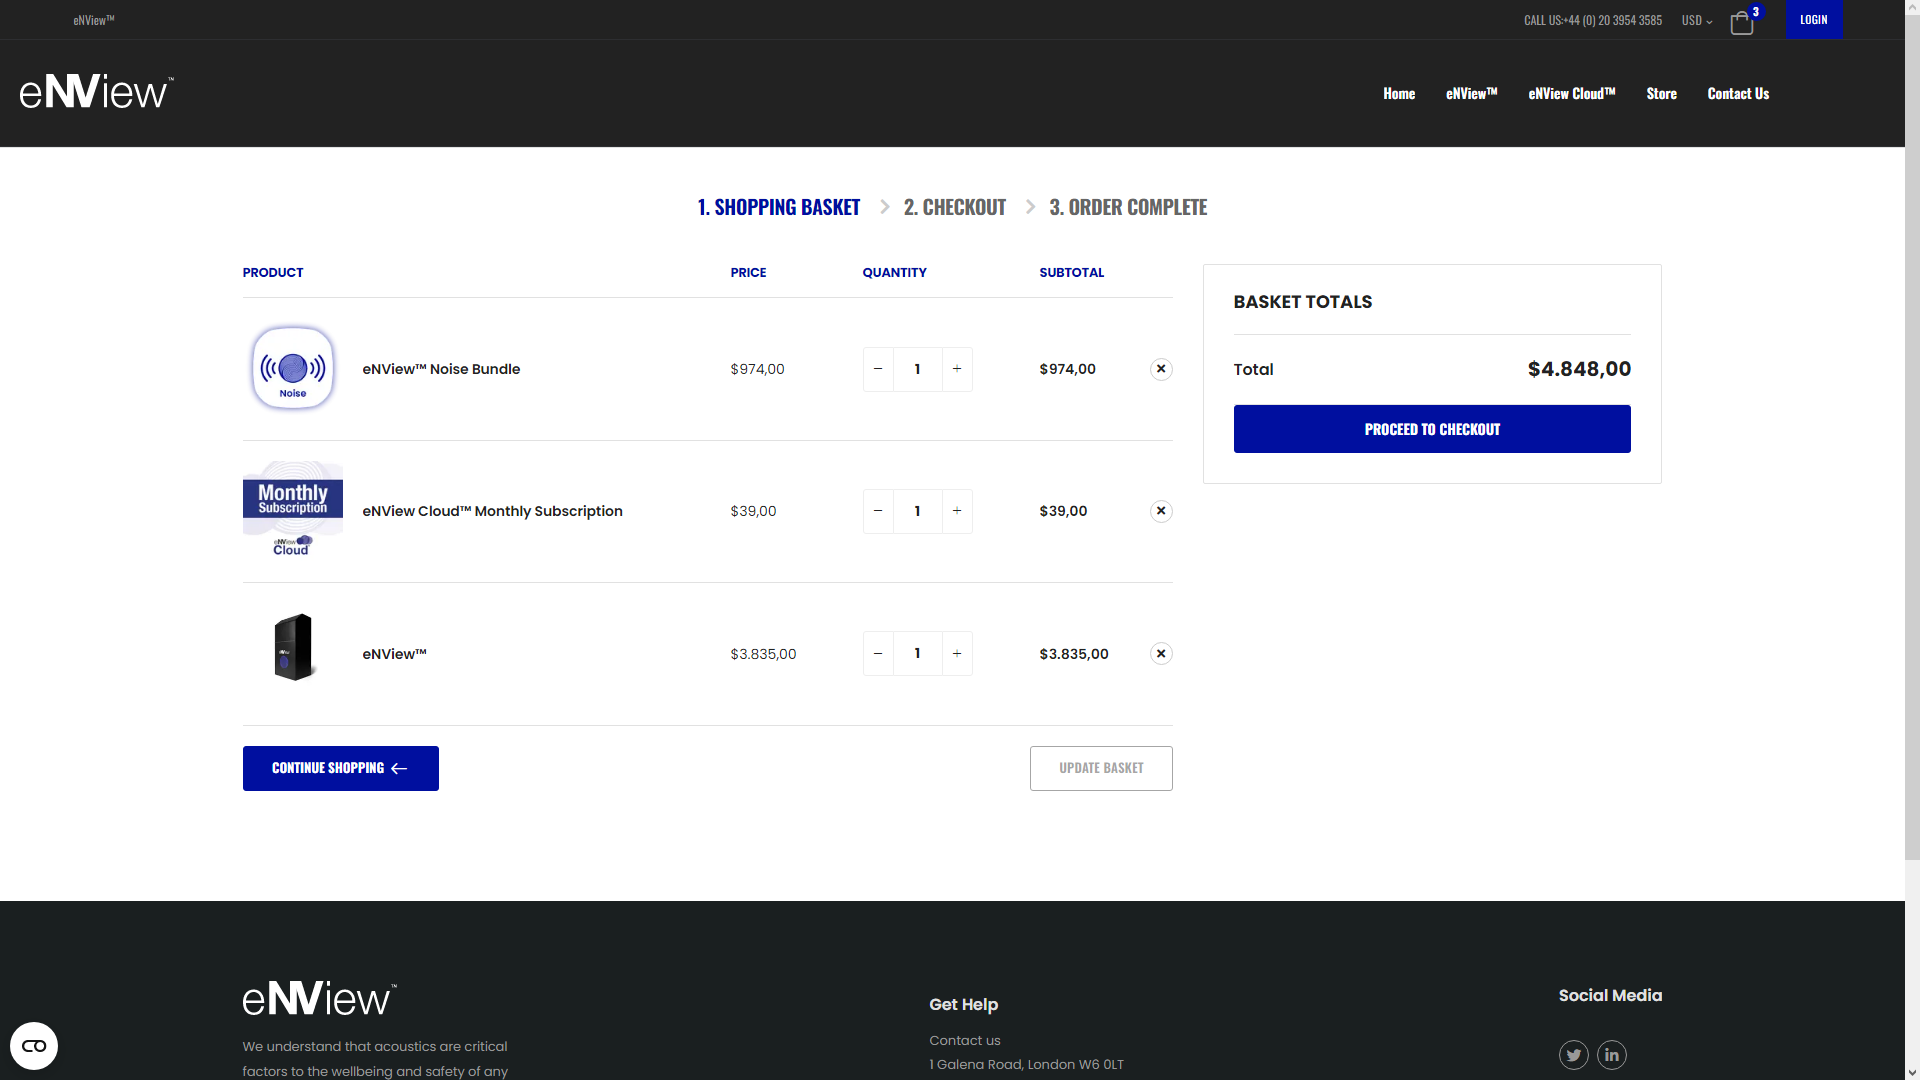 eNView™
CALL US:+44 (0) 20 3954 3585
USD
3
LOGIN
eNView™
Home
eNView™
eNView Cloud™
Store
Contact Us
1. SHOPPING BASKET
2. CHECKOUT
3. ORDER COMPLETE
PRODUCT PRICE QUANTITY SUBTOTAL
Noise
eNView™ Noise Bundle $974,00 − 1 + $974,00 ×
Monthly
Subscription
eNView
Cloud
eNView Cloud™ Monthly Subscription $39,00 − 1 + $39,00 ×
eNView™ $3.835,00 − 1 + $3.835,00 ×
CONTINUE SHOPPING
UPDATE BASKET
BASKET TOTALS
Total $4.848,00
PROCEED TO CHECKOUT
eNView™
We understand that acoustics are critical
factors to the wellbeing and safety of any
Get Help
Contact us
1 Galena Road, London W6 0LT
Social Media